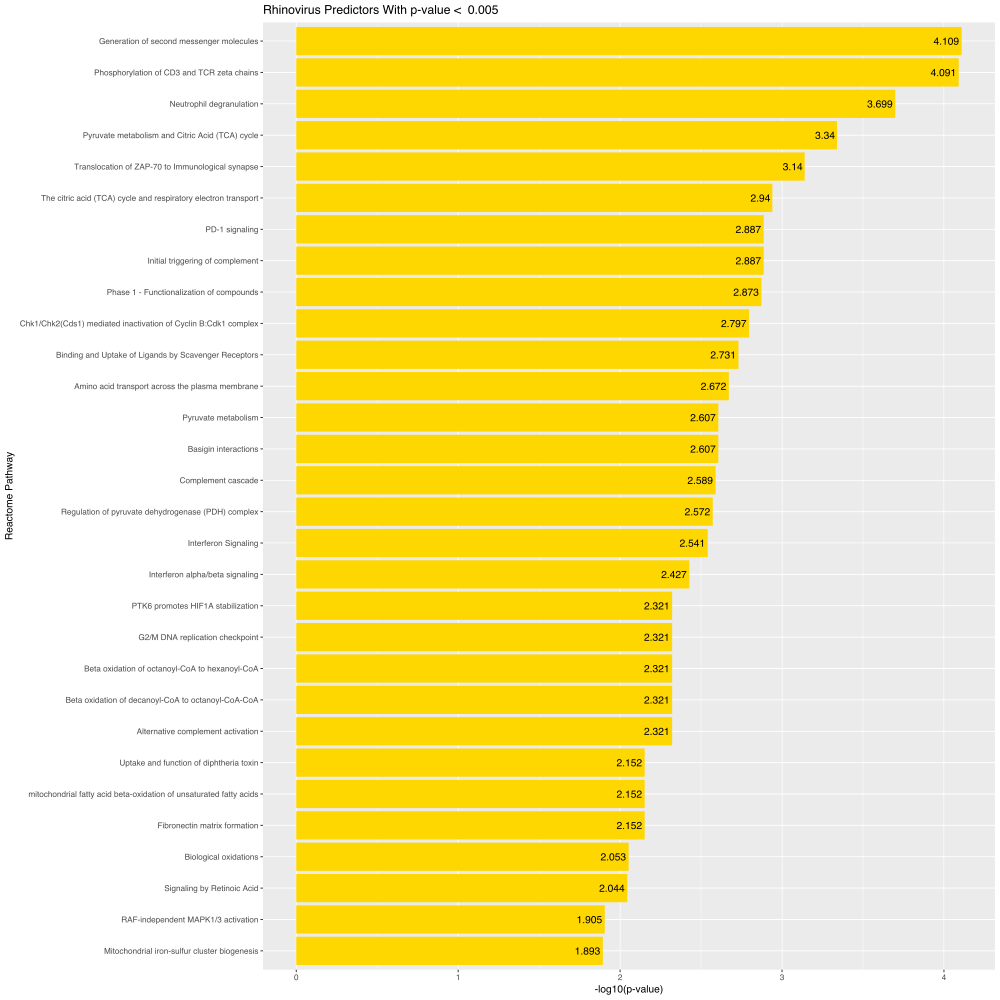 Rhinovirus Predictors With p-value <  0.005
Generation of second messenger molecules 4.109
Phosphorylation of CD3 and TCR zeta chains 4.091
Neutrophil degranulation 3.699
Pyruvate metabolism and Citric Acid (TCA) cycle 3.34
Translocation of ZAP-70 to Immunological synapse 3.14
The citric acid (TCA) cycle and respiratory electron transport 2.94
PD-1 signaling 2.887
Initial triggering of complement 2.887
Phase 1 - Functionalization of compounds 2.873
Chk1/Chk2(Cds1) mediated inactivation of Cyclin B:Cdk1 complex 2.797
Binding and Uptake of Ligands by Scavenger Receptors 2.731
Amino acid transport across the plasma membrane 2.672
Pyruvate metabolism 2.607
Basigin interactions 2.607
Complement cascade 2.589
Regulation of pyruvate dehydrogenase (PDH) complex 2.572
Interferon Signaling 2.541
Interferon alpha/beta signaling 2.427
PTK6 promotes HIF1A stabilization 2.321
G2/M DNA replication checkpoint 2.321
Beta oxidation of octanoyl-CoA to hexanoyl-CoA 2.321
Beta oxidation of decanoyl-CoA to octanoyl-CoA-CoA 2.321
Alternative complement activation 2.321
Uptake and function of diphtheria toxin 2.152
mitochondrial fatty acid beta-oxidation of unsaturated fatty acids 2.152
Fibronectin matrix formation 2.152
Biological oxidations 2.053
Signaling by Retinoic Acid 2.044
RAF-independent MAPK1/3 activation 1.905
Mitochondrial iron-sulfur cluster biogenesis 1.893
Reactome Pathway
0 1 2 3 4
-log10(p-value)